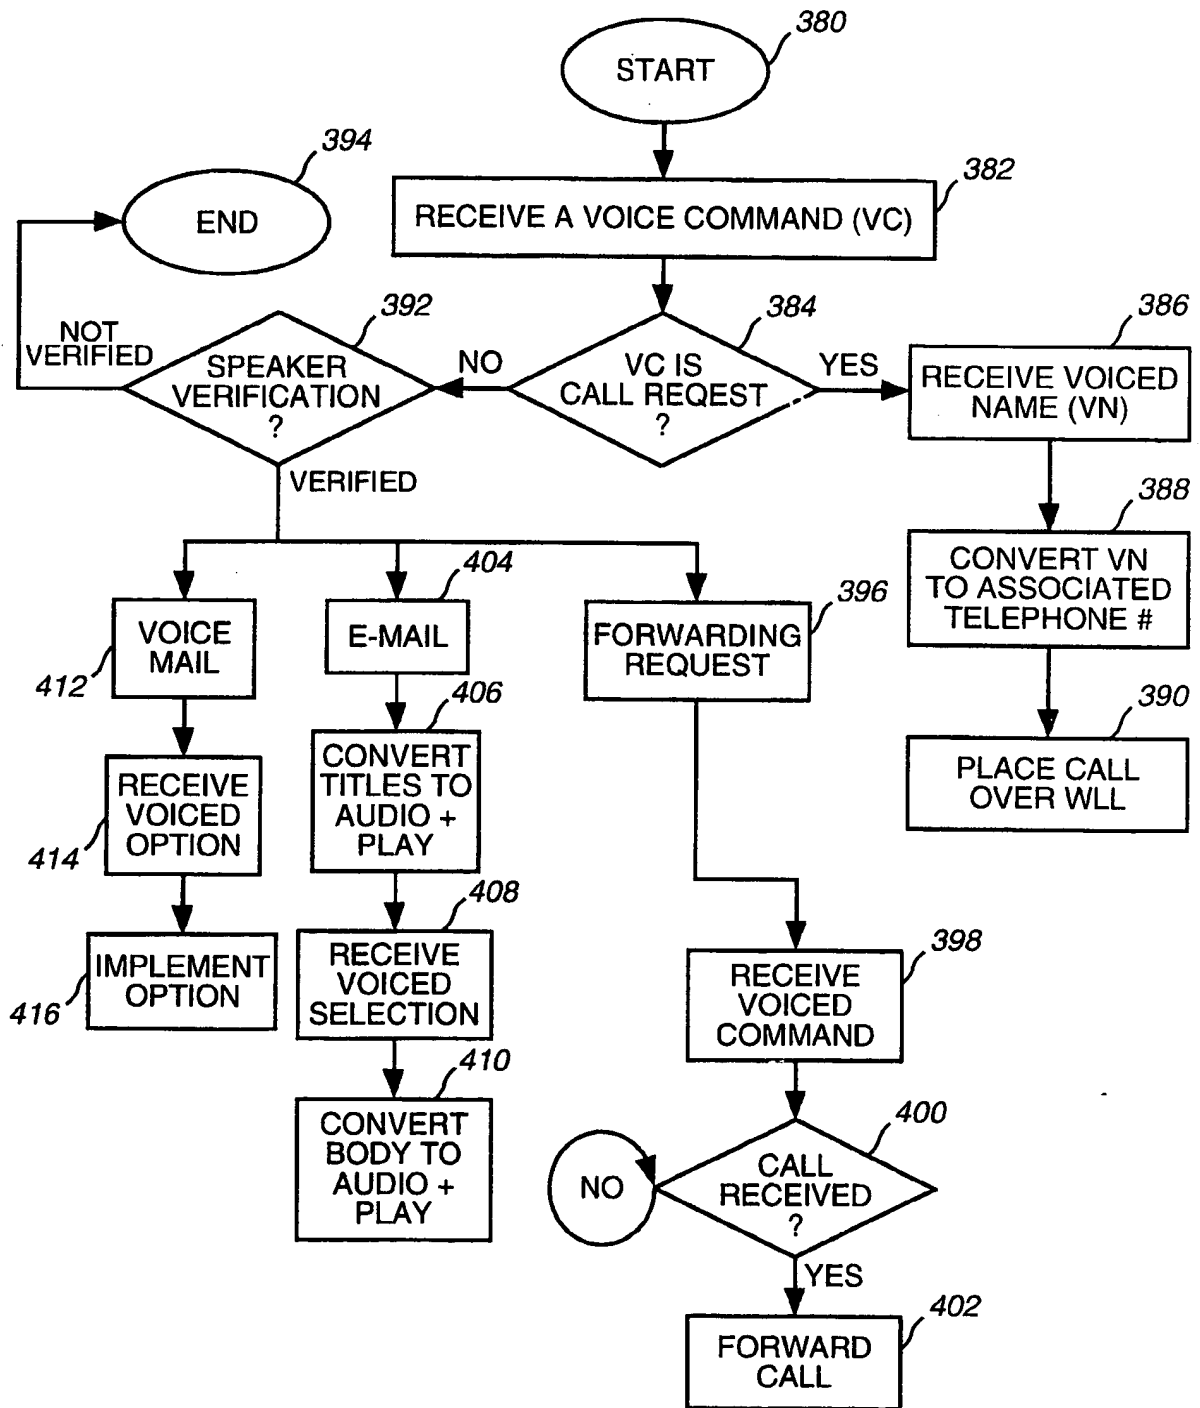 380
START
394
END
382
RECEIVE A VOICE COMMAND (VC)
392
SPEAKER
VERIFICATION
?
NOT
VERIFIED
NO
384
VC IS
CALL REQEST
?
YES
386
RECEIVE VOICED
NAME (VN)
VERIFIED
388
CONVERT VN
TO ASSOCIATED
TELEPHONE #
390
PLACE CALL
OVER WLL
412
VOICE
MAIL
414
RECEIVE
VOICED
OPTION
416
IMPLEMENT
OPTION
404
E-MAIL
406
CONVERT
TITLES TO
AUDIO +
PLAY
408
RECEIVE
VOICED
SELECTION
410
CONVERT
BODY TO
AUDIO +
PLAY
396
FORWARDING
REQUEST
398
RECEIVE
VOICED
COMMAND
400
CALL
RECEIVED
?
NO
YES
402
FORWARD
CALL